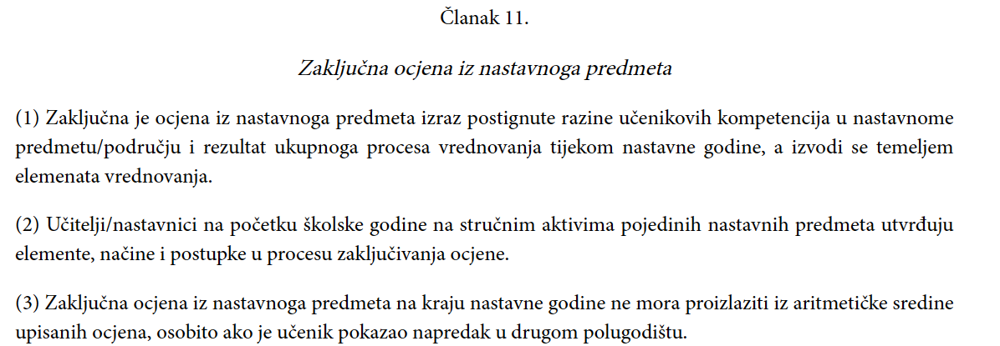 Članak 11.
Zaključna ocjena iz nastavnoga predmeta
(1) Zaključna je ocjena iz nastavnoga predmeta izraz postignute razine učenikovih kompetencija u nastavnome
predmetu/području i rezultat ukupnoga procesa vrednovanja tijekom nastavne godine, a izvodi se temeljem
elemenata vrednovanja.
(2) Učitelji/nastavnici na početku školske godine na stručnim aktivima pojedinih nastavnih predmeta utvrđuju
elemente, načine i postupke u procesu zaključivanja ocjene.
(3) Zaključna ocjena iz nastavnoga predmeta na kraju nastavne godine ne mora proizlaziti iz aritmetičke sredine
upisanih ocjena, osobito ako je učenik pokazao napredak u drugom polugodištu.